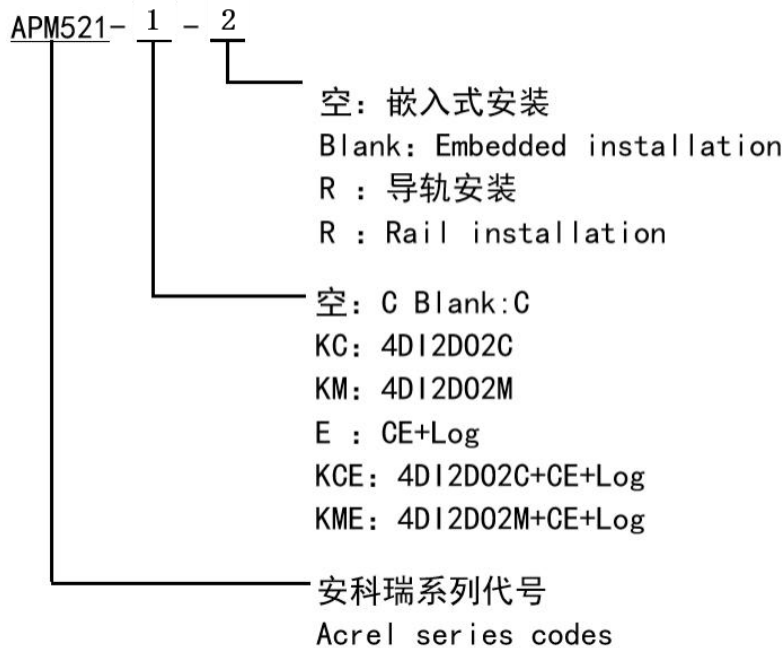 APM521- 1 - 2
空: 嵌入式安装
Blank: Embedded installation
R : 导轨安装
R : Rail installation
空: C Blank:C
KC: 4DI2DO2C
KM: 4DI2DO2M
E : CE+Log
KCE: 4DI2DO2C+CE+Log
KME: 4DI2DO2M+CE+Log
安科瑞系列代号
Acrel series codes